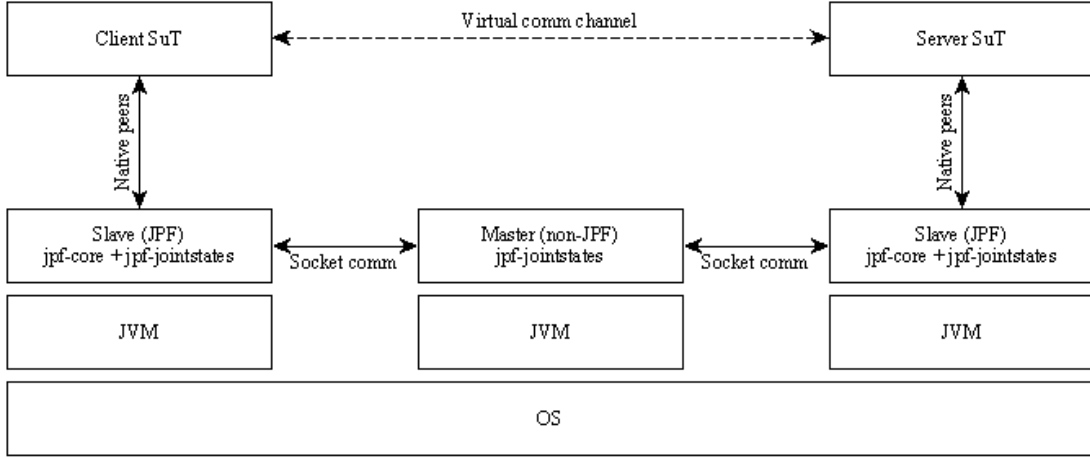 Virtual comm channel
Client SuT
Server SuT
Native peers
Native peers
Slave (JPF)
jpf-core +jpf-jointstates
Master (non-JPF)
jpf-jointstates
Slave (JPF)
jpf-core +jpf-jointstates
Socket comm
Socket comm
JVM
JVM
JVM
OS